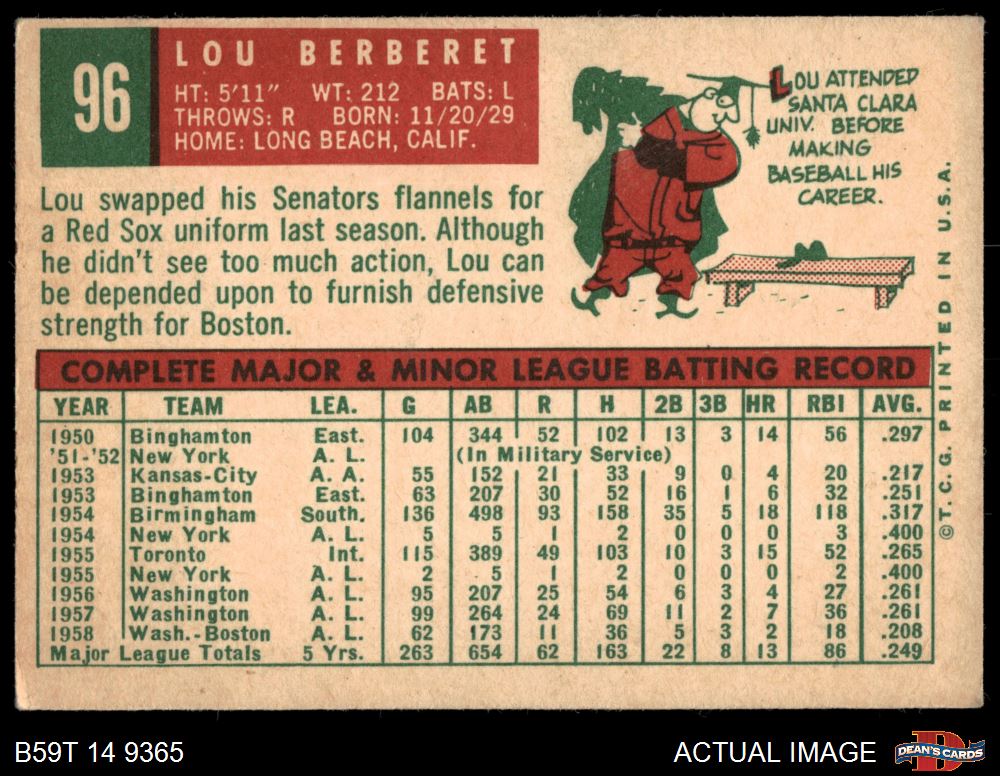 96
LOU BERBERET
HT: 5'11" WT: 212 BATS: L
THROWS: R BORN: 11/20/29
HOME: LONG BEACH, CALIF.
LOU ATTENDED
SANTA CLARA
UNIV. BEFORE
MAKING
BASEBALL HIS
CAREER.
Lou swapped his Senators flannels for
a Red Sox uniform last season. Although
he didn't see too much action, Lou can
be depended upon to furnish defensive
strength for Boston.
COMPLETE MAJOR & MINOR LEAGUE BATTING RECORD
YEAR TEAM LEA. G AB R H 2B 3B HR RBI AVG.
1950 Binghamton East. 104 344 52 102 13 3 14 56 .297
'51-'52 New York A. L. (In Military Service)
1953 Kansas-City A. A. 55 152 21 33 9 0 4 20 .217
1953 Binghamton East. 63 207 30 52 16 1 6 32 .251
1954 Birmingham South. 136 498 93 158 35 5 18 118 .317
1954 New York A. L. 5 5 1 2 0 0 0 3 .400
1955 Toronto Int. 115 389 49 103 10 3 15 52 .265
1955 New York A. L. 2 5 1 2 0 0 0 2 .400
1956 Washington A. L. 95 207 25 54 6 3 4 27 .261
1957 Washington A. L. 99 264 24 69 11 2 7 36 .261
1958 Wash.-Boston A. L. 62 173 11 36 5 3 2 18 .208
Major League Totals 5 Yrs. 263 654 62 163 22 8 13 86 .249
©T.C.G. PRINTED IN U.S.A.
B59T 14 9365
ACTUAL IMAGE
D
DEAN'S CARDS